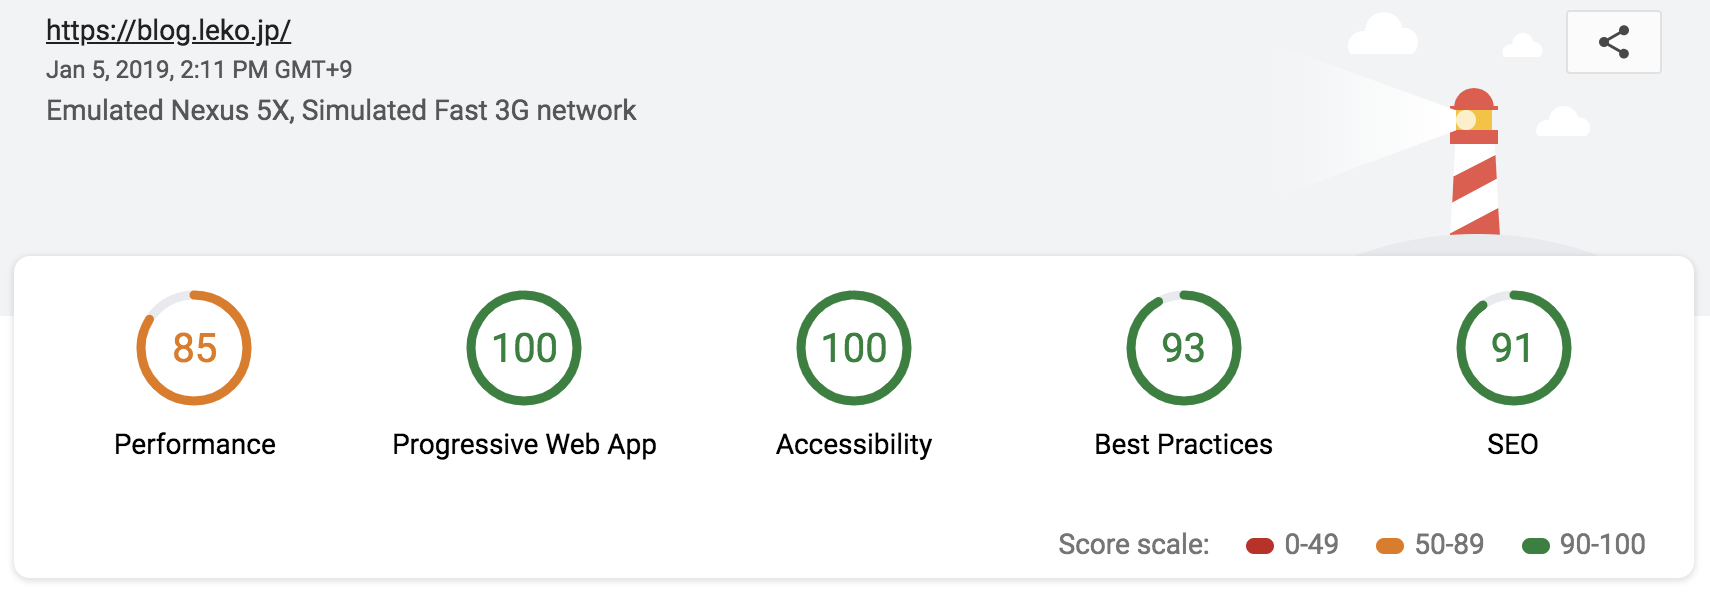 https://blog.leko.jp/
Jan 5, 2019, 2:11 PM GMT+9
Emulated Nexus 5X, Simulated Fast 3G network
85 100 100 93 91
Performance Progressive Web App Accessibility Best Practices SEO
Score scale: 0-49 50-89 90-100